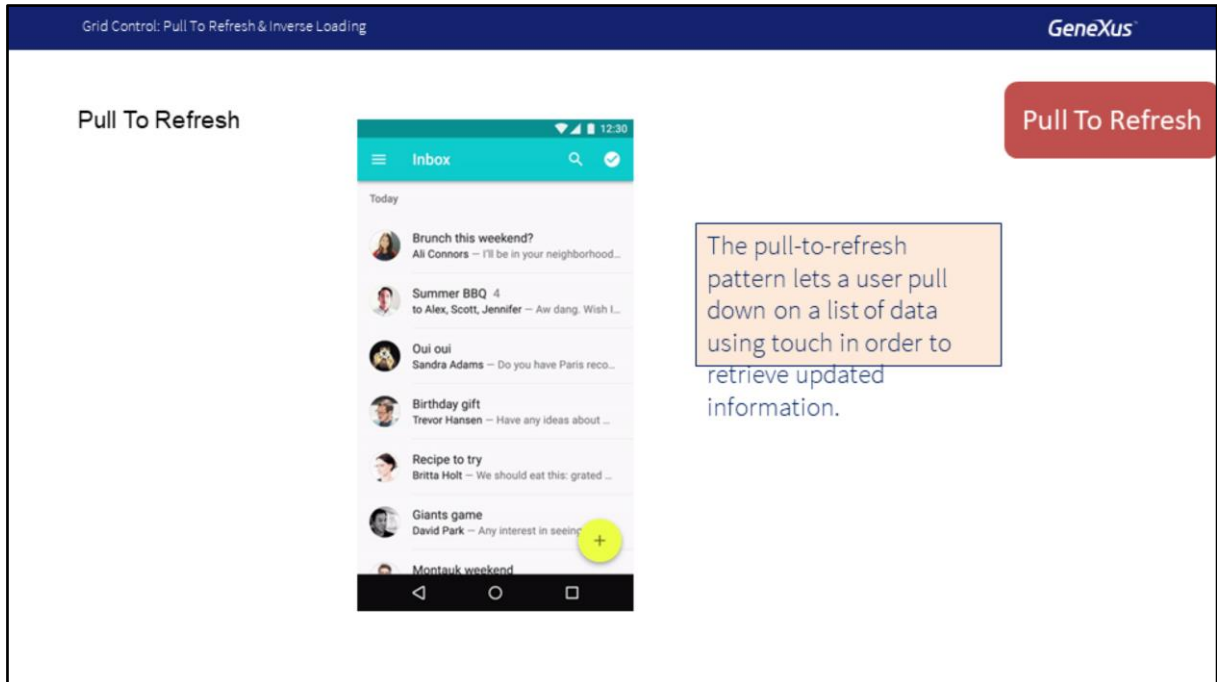 Grid Control: Pull To Refresh & Inverse Loading
GeneXus™
Pull To Refresh
Pull To Refresh
12:30
Inbox
Today
Brunch this weekend?
Ali Connors — I'll be in your neighborhood...
Summer BBQ 4
to Alex, Scott, Jennifer — Aw dang. Wish I...
Oui oui
Sandra Adams — Do you have Paris reco...
Birthday gift
Trevor Hansen — Have any ideas about ...
Recipe to try
Britta Holt — We should eat this: grated ...
Giants game
David Park — Any interest in seeing
+
Montauk weekend
The pull-to-refresh
pattern lets a user pull
down on a list of data
using touch in order to
retrieve updated
information.